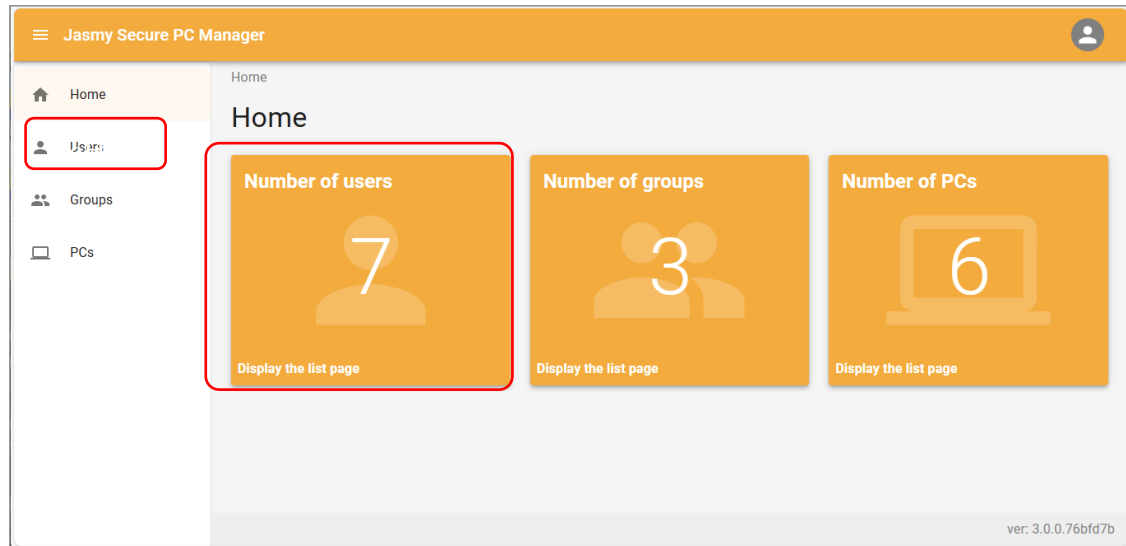 Jasmy Secure PC Manager
Home
Users
Groups
PCs
Home
Home
Number of users
7
Display the list page
Number of groups
3
Display the list page
Number of PCs
6
Display the list page
ver: 3.0.0.76bfd7b